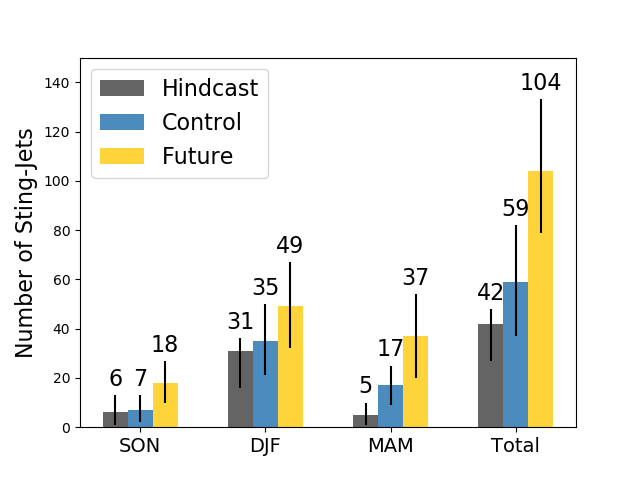 Hindcast
Control
Future
Number of Sting-Jets
140
120
100
80
60
40
20
0
6 7 18
31 35 49
5 17 37
42 59 104
SON DJF MAM Total